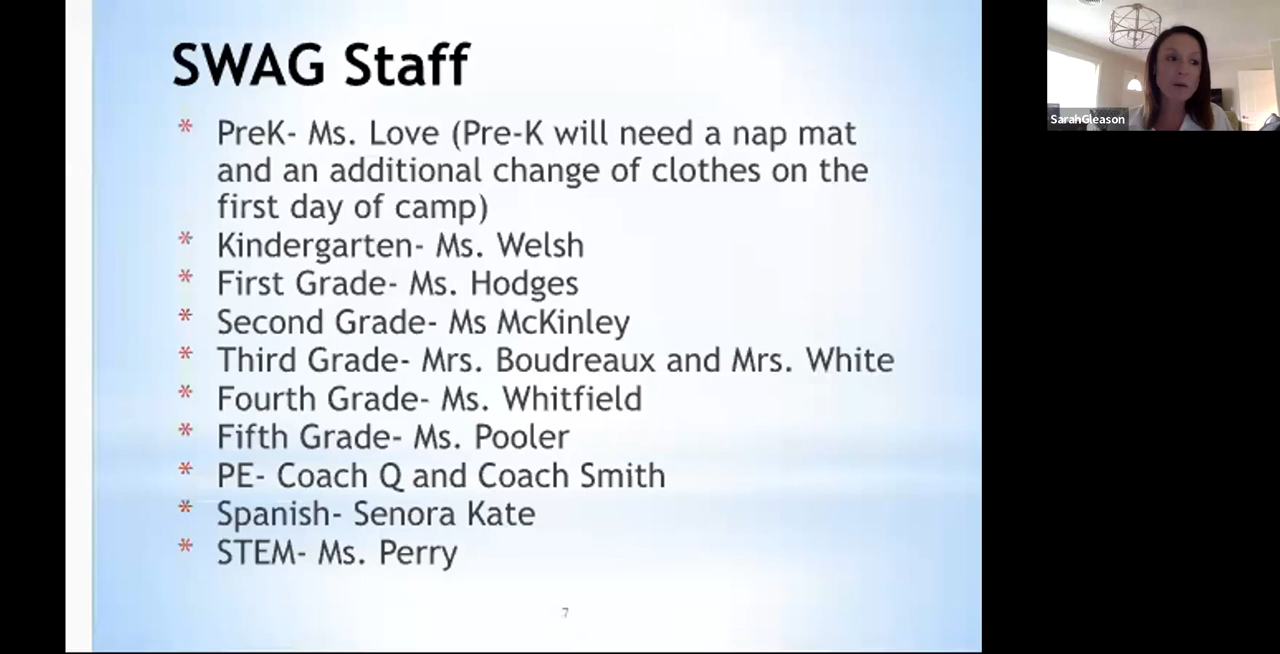 SWAG Staff
* PreK- Ms. Love (Pre-K will need a nap mat
and an additional change of clothes on the
first day of camp)
* Kindergarten- Ms. Welsh
* First Grade- Ms. Hodges
* Second Grade- Ms McKinley
* Third Grade- Mrs. Boudreaux and Mrs. White
* Fourth Grade- Ms. Whitfield
* Fifth Grade- Ms. Pooler
* PE- Coach Q and Coach Smith
* Spanish- Senora Kate
* STEM- Ms. Perry
7
SarahGleason